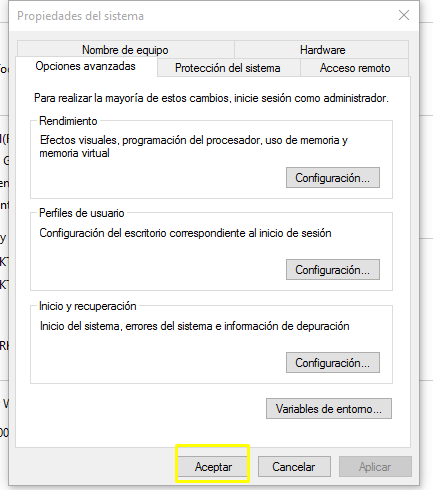 Propiedades del sistema
Nombre de equipo
Hardware
Opciones avanzadas
Protección del sistema
Acceso remoto
Para realizar la mayoría de estos cambios, inicie sesión como administrador.
Rendimiento
Efectos visuales, programación del procesador, uso de memoria y
memoria virtual
Configuración...
Perfiles de usuario
Configuración del escritorio correspondiente al inicio de sesión
Configuración...
Inicio y recuperación
Inicio del sistema, errores del sistema e información de depuración
Configuración...
Variables de entorno...
Aceptar
Cancelar
Aplicar